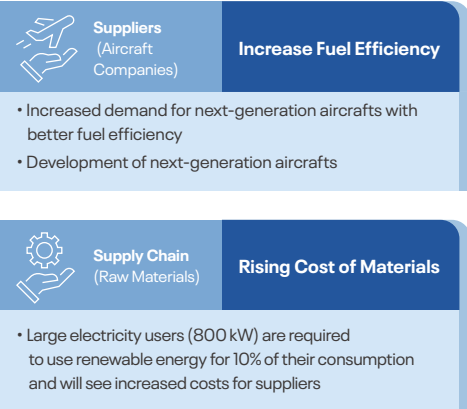 Suppliers
(Aircraft
Companies)
Increase Fuel Efficiency
• Increased demand for next-generation aircrafts with
better fuel efficiency
• Development of next-generation aircrafts
Supply Chain
(Raw Materials)
Rising Cost of Materials
• Large electricity users (800 kW) are required
to use renewable energy for 10% of their consumption
and will see increased costs for suppliers